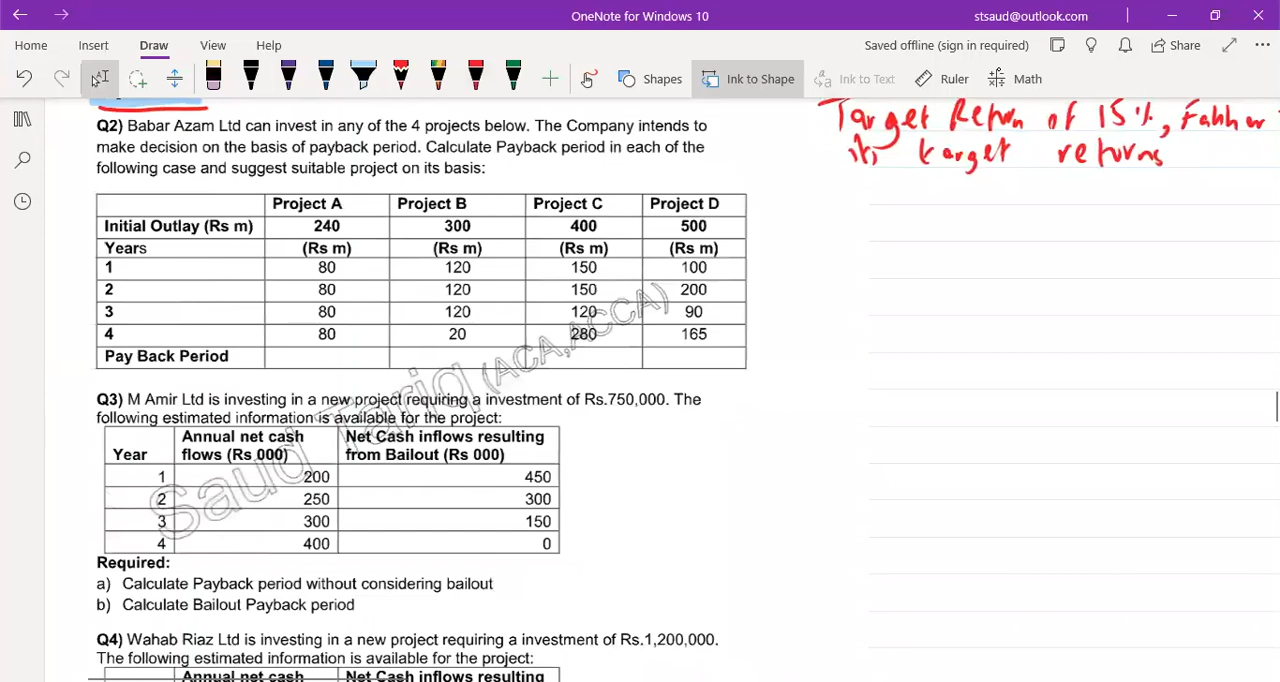 OneNote for Windows 10
stsaud@outlook.com
Home Insert Draw View Help
Saved offline (sign in required)
Share
Shapes
Ink to Shape
Ink to Text
Ruler
Math
Target Return of 15%,
its target returns
Q2) Babar Azam Ltd can invest in any of the 4 projects below. The Company intends to
make decision on the basis of payback period. Calculate Payback period in each of the
following case and suggest suitable project on its basis:
Project A Project B Project C Project D
Initial Outlay (Rs m) 240 300 400 500
Years (Rs m) (Rs m) (Rs m) (Rs m)
1 80 120 150 100
2 80 120 150 200
3 80 120 120 90
4 80 20 280 165
Pay Back Period
Saud Tariq (ACA,ACCA)
Q3) M Amir Ltd is investing in a new project requiring a investment of Rs.750,000. The
following estimated information is available for the project:
Year
Annual net cash
flows (Rs 000)
Net Cash inflows resulting
from Bailout (Rs 000)
1 200 450
2 250 300
3 300 150
4 400 0
Required:
a) Calculate Payback period without considering bailout
b) Calculate Bailout Payback period
Q4) Wahab Riaz Ltd is investing in a new project requiring a investment of Rs.1,200,000.
The following estimated information is available for the project:
Annual net cash Net Cash inflows resulting